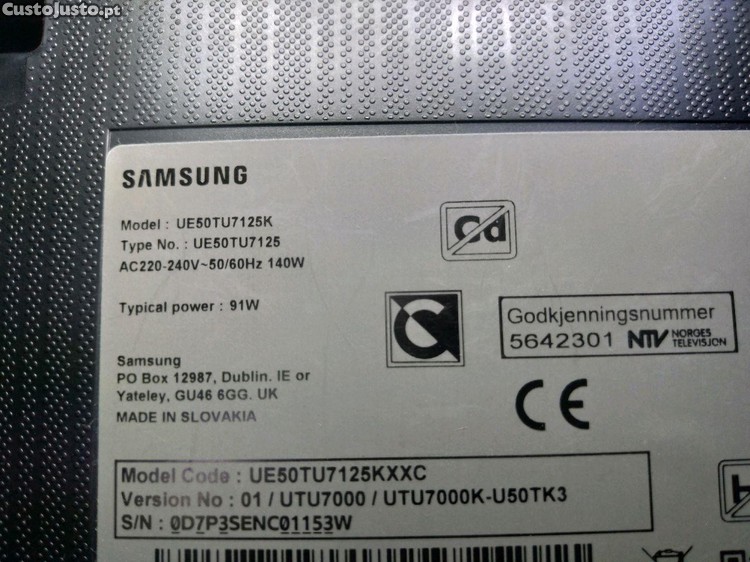 CustoJusto.pt
SAMSUNG
Model : UE50TU7125K
Type No. : UE50TU7125
AC220-240V~50/60Hz 140W
Typical power : 91W
Cd
Godkjenningsnummer
5642301 NTV NORGES TELEVISJON
Samsung
PO Box 12987, Dublin. IE or
Yateley, GU46 6GG. UK
MADE IN SLOVAKIA
CE
Model Code : UE50TU7125KXXC
Version No : 01 / UTU7000 / UTU7000K-U50TK3
S/N : 0D7P3SENC01153W